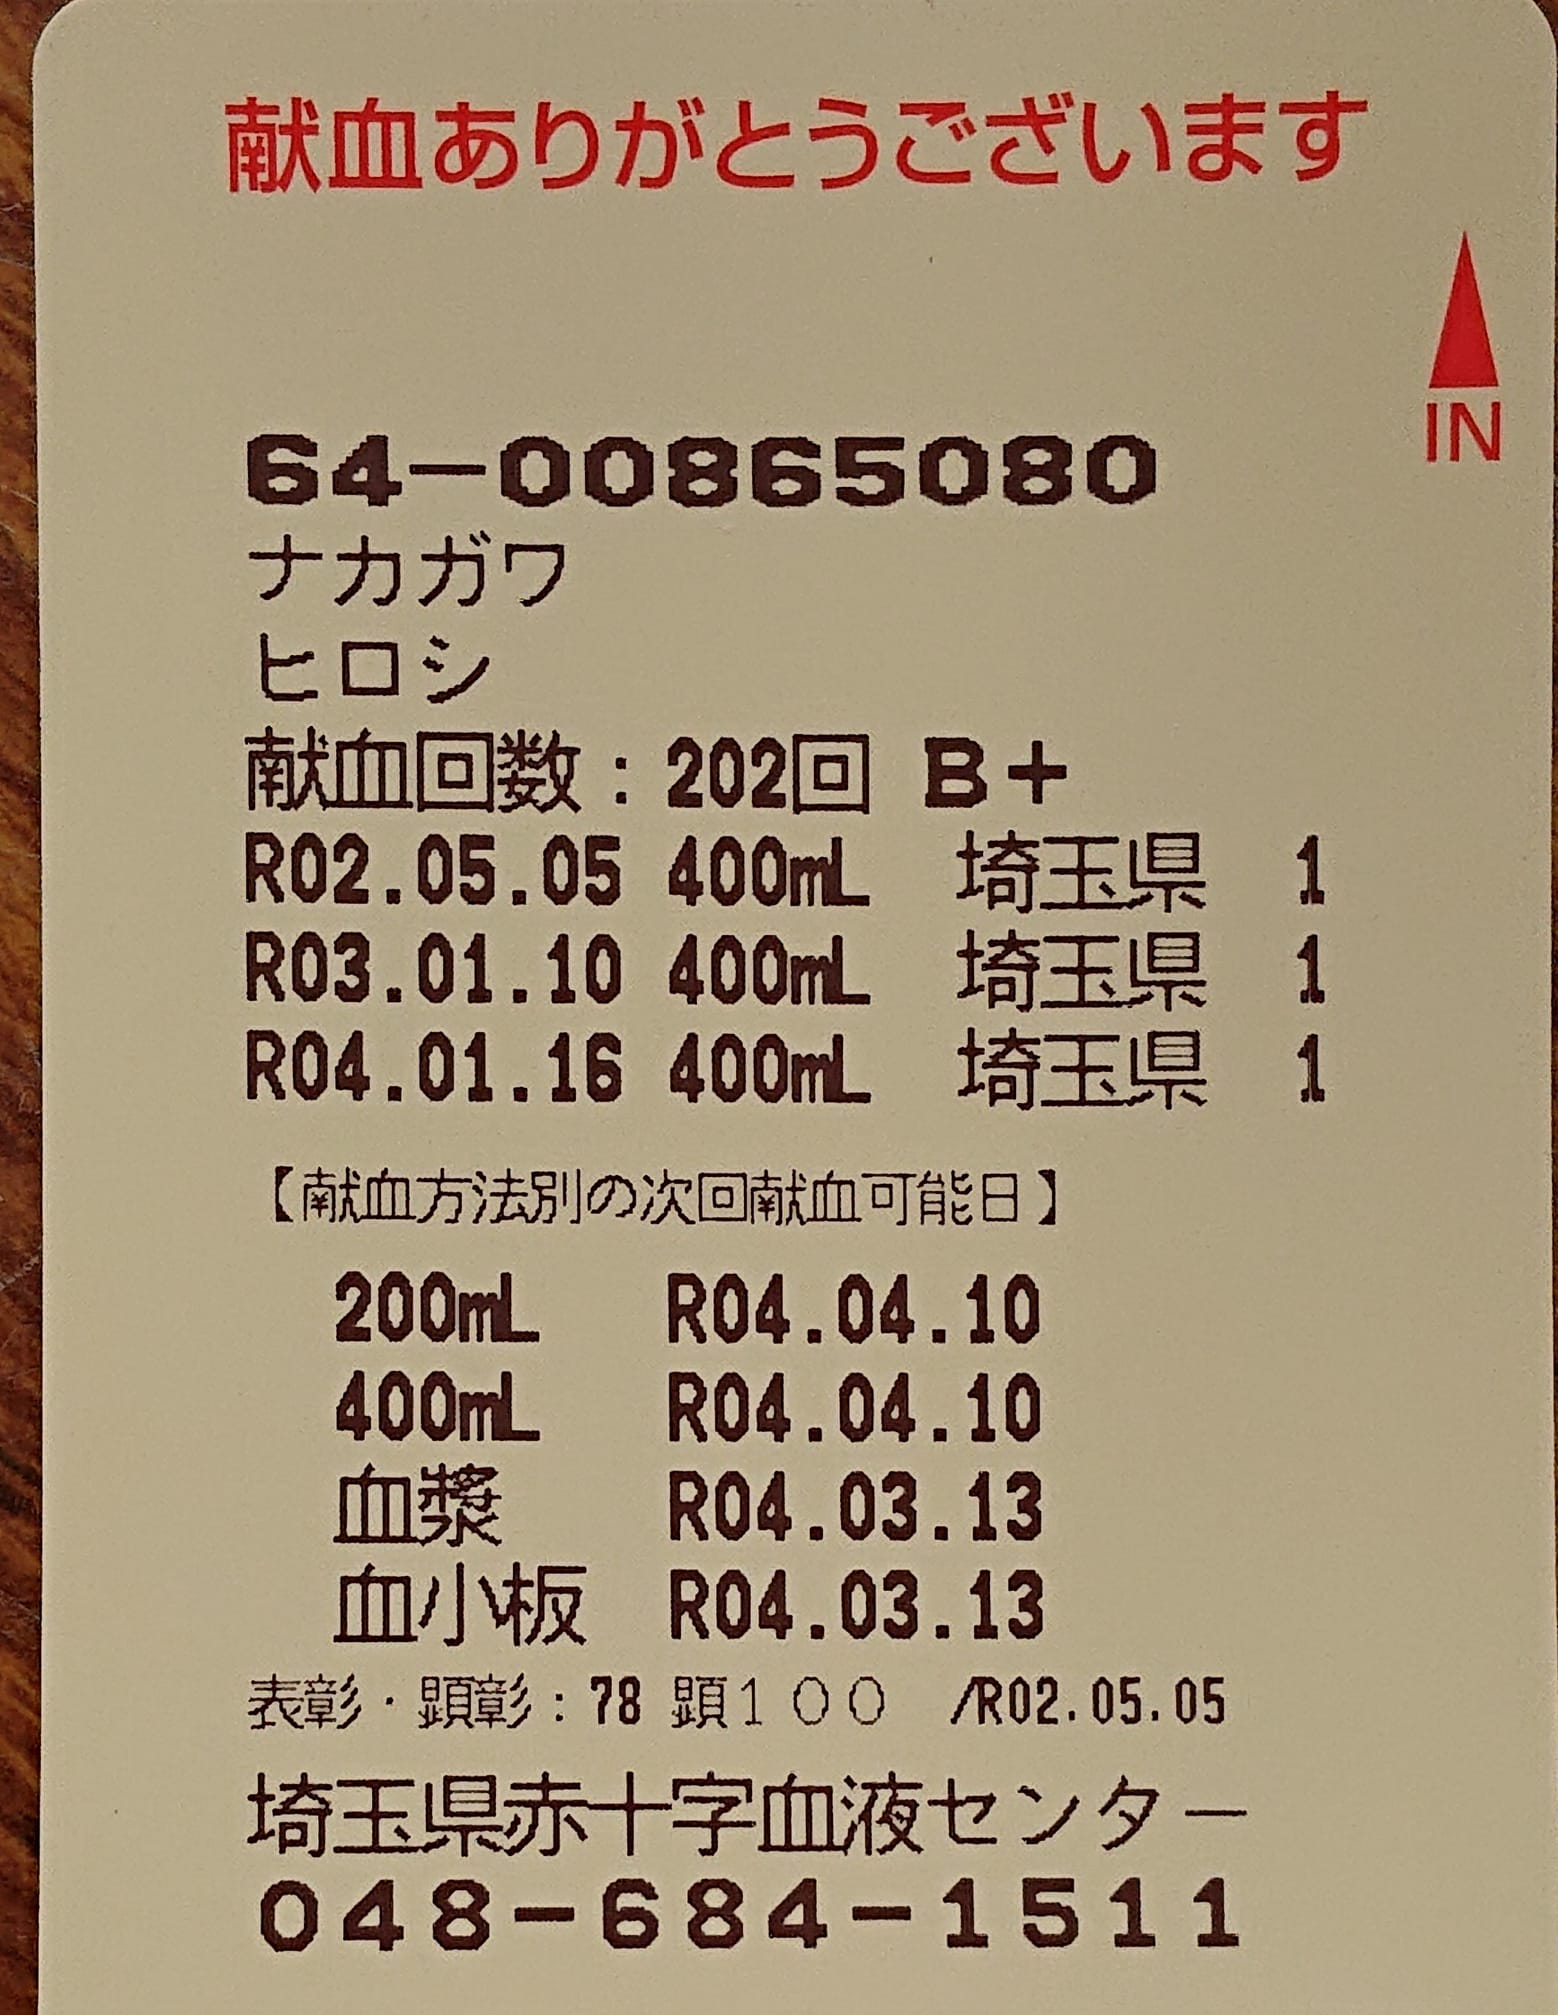 献血ありがとうございます
IN
64-00865080
ナカガワ
ヒロシ
献血回数：202回 B+
R02.05.05 400mL 埼玉県 1
R03.01.10 400mL 埼玉県 1
R04.01.16 400mL 埼玉県 1
【献血方法別の次回献血可能日】
200mL R04.04.10
400mL R04.04.10
血漿 R04.03.13
血小板 R04.03.13
表彰・顕彰：78 顕１００ /R02.05.05
埼玉県赤十字血液センター
048-684-1511